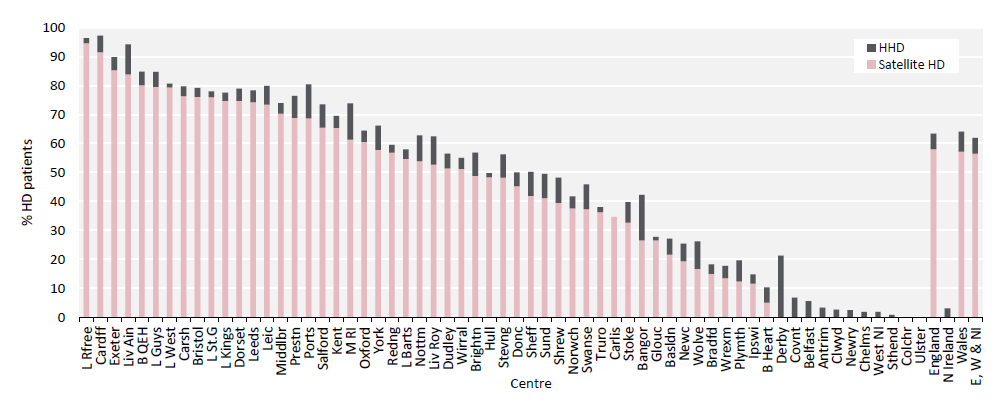 100
90
80
70
60
50
40
30
20
10
0
% HD patients
HHD
Satellite HD
L Rfree
Cardff
Exeter
Liv Ain
B QEH
L Guys
L West
Carsh
Bristol
L St.G
L Kings
Dorset
Leeds
Leic
Middlbr
Prestn
Ports
Salford
Kent
M RI
Oxford
York
Redng
L Barts
Nottm
Liv Roy
Dudley
Wirral
Brightn
Hull
Stevng
Donc
Sheff
Sund
Shrew
Norwch
Swanse
Truro
Carlis
Stoke
Bangor
Glouc
Basldn
Newc
Wolve
Bradfd
Wrexm
Plymth
Ipswi
B Heart
Derby
Covnt
Belfast
Antrim
Clwyd
Newry
Chelms
West NI
Sthend
Colchr
Ulster
England
N Ireland
Wales
E, W & NI
Centre